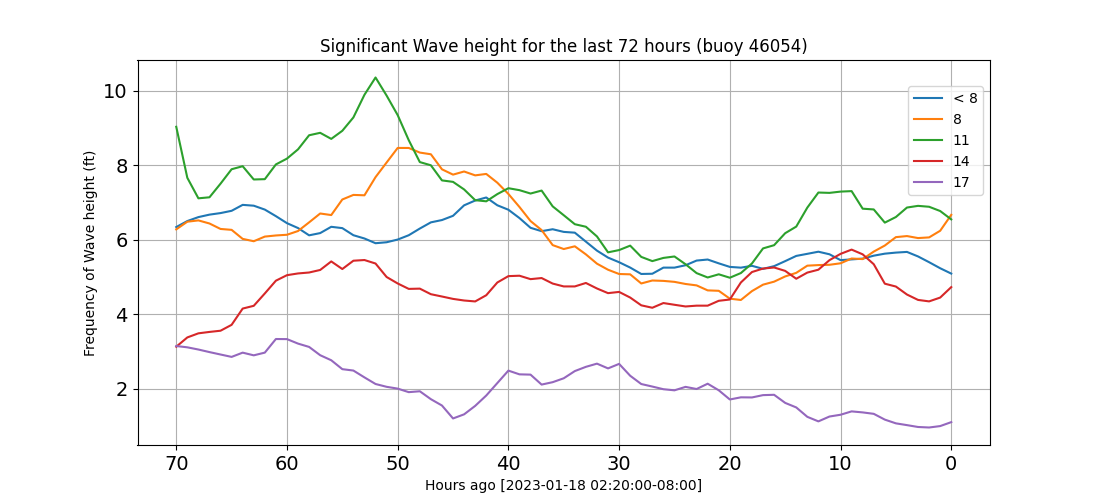 Significant Wave height for the last 72 hours (buoy 46054)
Frequency of Wave height (ft)
10
8
6
4
2
< 8
8
11
14
17
70 60 50 40 30 20 10 0
Hours ago [2023-01-18 02:20:00-08:00]